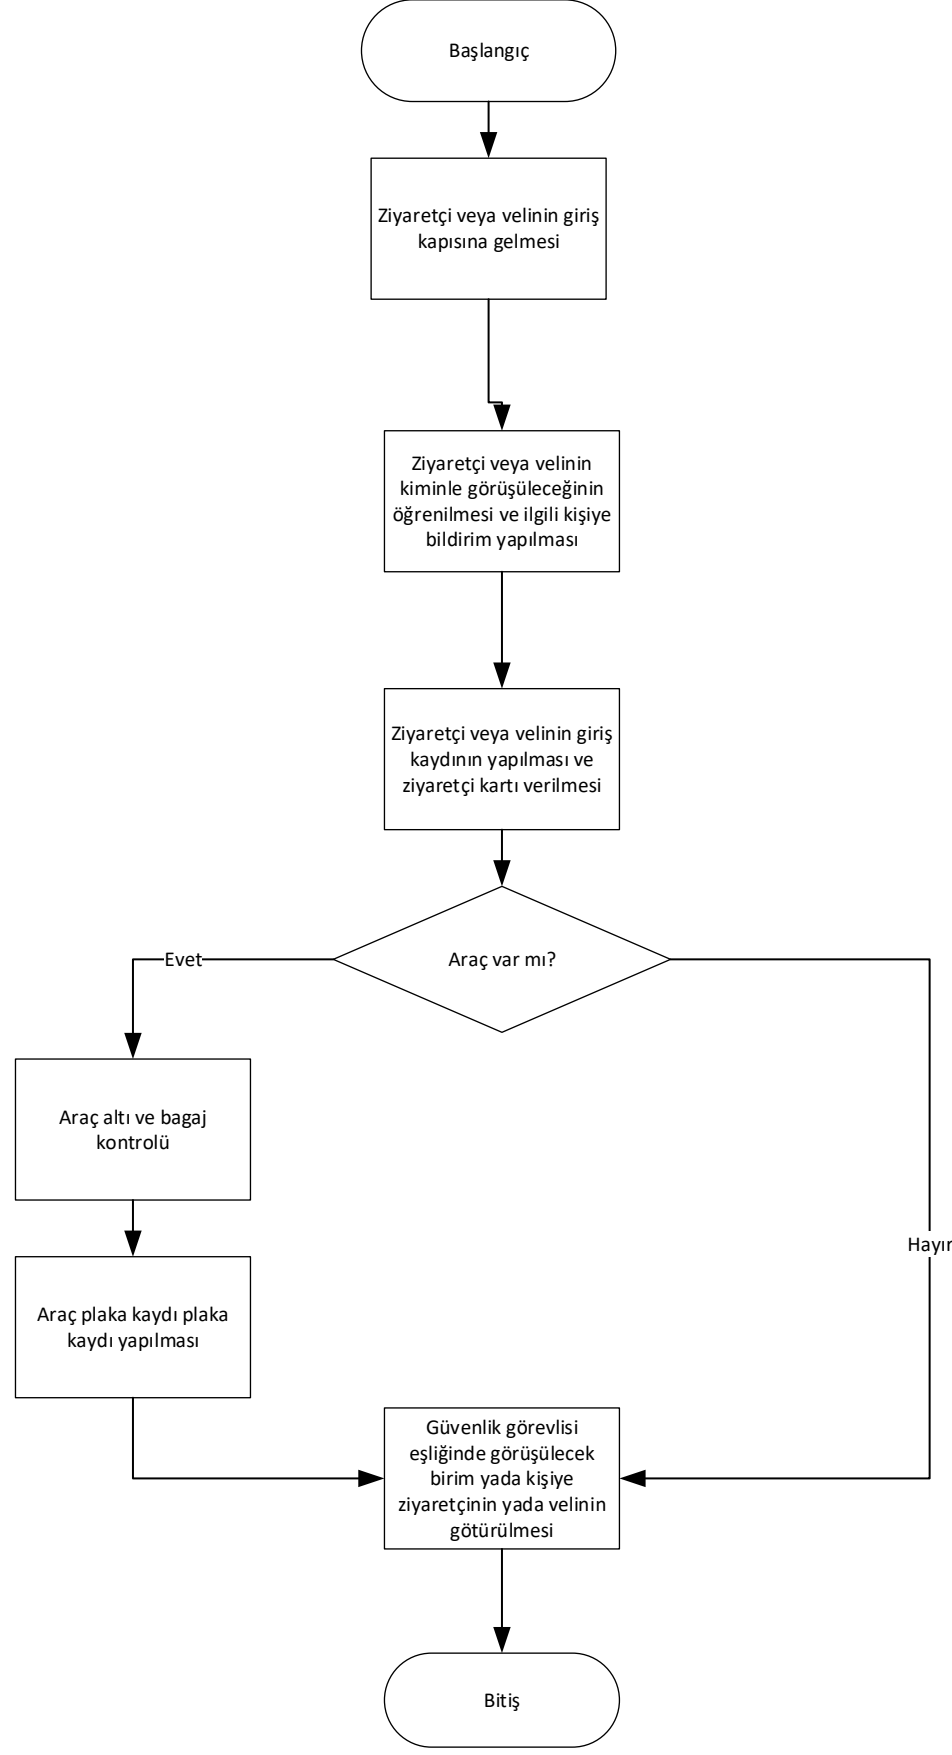 Başlangıç
Ziyaretçi veya velinin giriş
kapısına gelmesi
Ziyaretçi veya velinin
kiminle görüşüleceğinin
öğrenilmesi ve ilgili kişiye
bildirim yapılması
Ziyaretçi veya velinin giriş
kaydının yapılması ve
ziyaretçi kartı verilmesi
Araç var mı?
Evet
Araç altı ve bagaj
kontrolü
Hayır
Araç plaka kaydı plaka
kaydı yapılması
Güvenlik görevlisi
eşliğinde görüşülecek
birim yada kişiye
ziyaretçinin yada velinin
götürülmesi
Bitiş